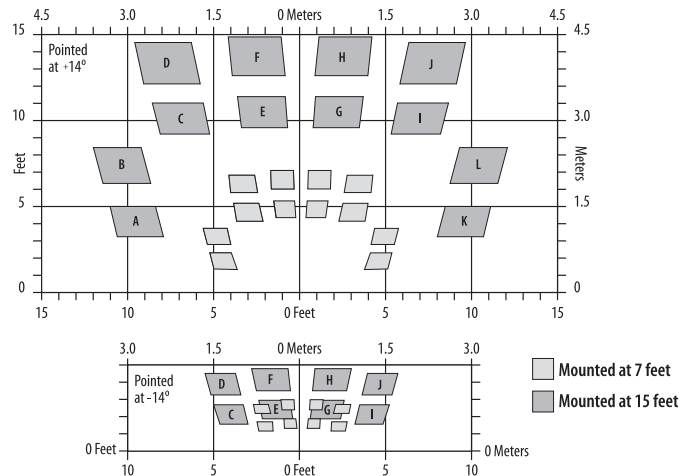 4.5 3.0 1.5 0 Meters 1.5 3.0 4.5
15 4.5
Pointed
at +14º
D F H J
C E G I
10 3.0
B L
Feet Meters
5 1.5
A K
0 0
15 10 5 0 Feet 5 10 15
3.0 1.5 0 Meters 1.5 3.0
Pointed
at -14º
D F H J
C E G I
0 Feet 0 Meters
10 5 0 Feet 5 10
Mounted at 7 feet
Mounted at 15 feet